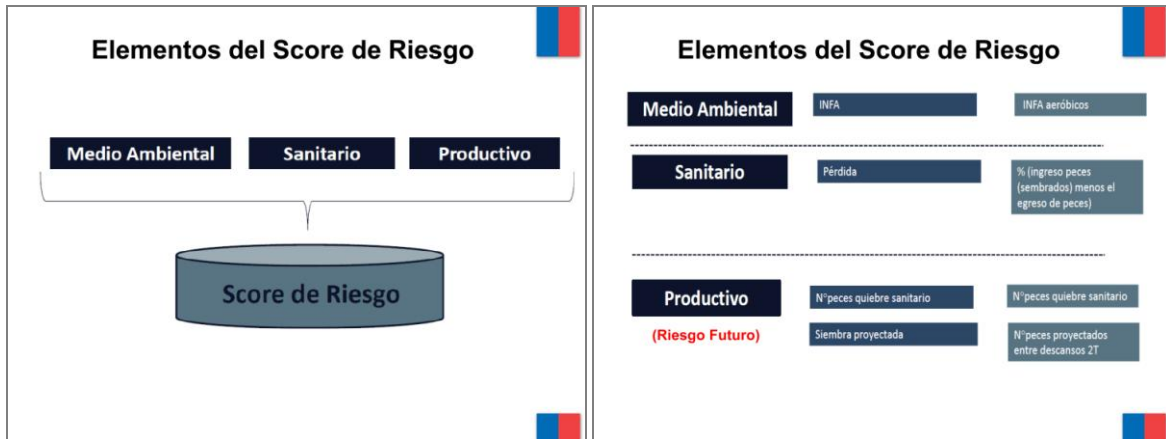 Elementos del Score de Riesgo
Medio Ambiental
Sanitario
Productivo
Score de Riesgo
Elementos del Score de Riesgo
Medio Ambiental
INFA
INFA aeróbicos
Sanitario
Pérdida
% (ingreso peces
(sembrados) menos el
egreso de peces)
Productivo
(Riesgo Futuro)
N°peces quiebre sanitario
N°peces quiebre sanitario
Siembra proyectada
N°peces proyectados
entre descansos 2T